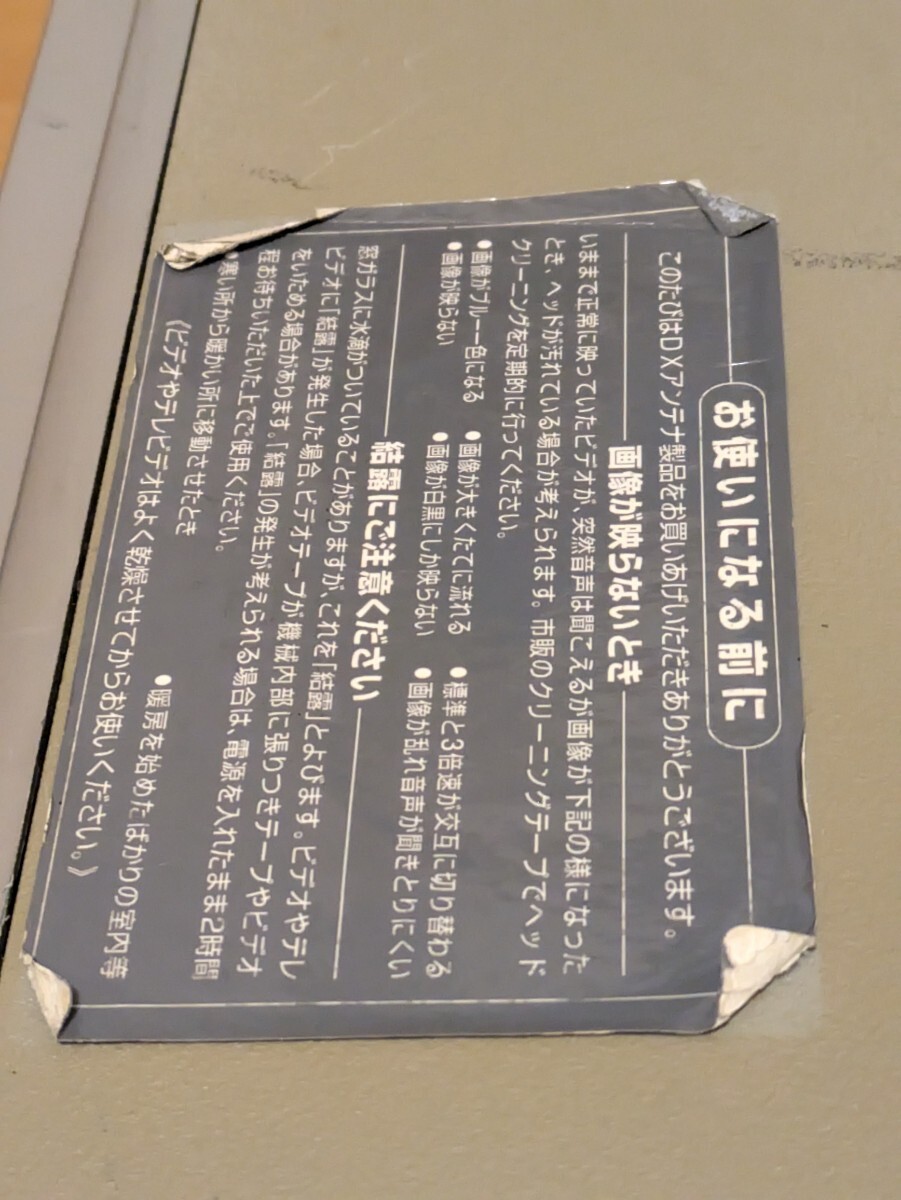 お使いになる前に
このたびはDXアンテナ製品をお買いあげいただきありがとうございます。
画像が映らないとき
いままで正常に映っていたビデオが、突然音声は聞こえるが画像が下記の様になった
とき、ヘッドが汚れている場合が考えられます。市販のクリーニングテープでヘッド
クリーニングを定期的に行ってください。
●画像がブルー一色になる ●画像が大きくたてに流れる ●標準と3倍速が交互に切り替わる
●画像が映らない ●画像が白黒にしか映らない ●画像が乱れ音声が聞きとりにくい
結露にご注意ください
窓ガラスに水滴がついていることがありますが、これを「結露」とよびます。ビデオやテレ
ビデオに「結露」が発生した場合、ビデオテープが機械内部に張りつきテープやビデオ
をいためる場合があります。「結露」の発生が考えられる場合は、電源を入れたまま2時間
程お待ちいただいた上でご使用ください。
●寒い所から暖かい所に移動させたとき ●暖房を始めたばかりの室内等
《ビデオやテレビデオはよく乾燥させてからお使いください。》